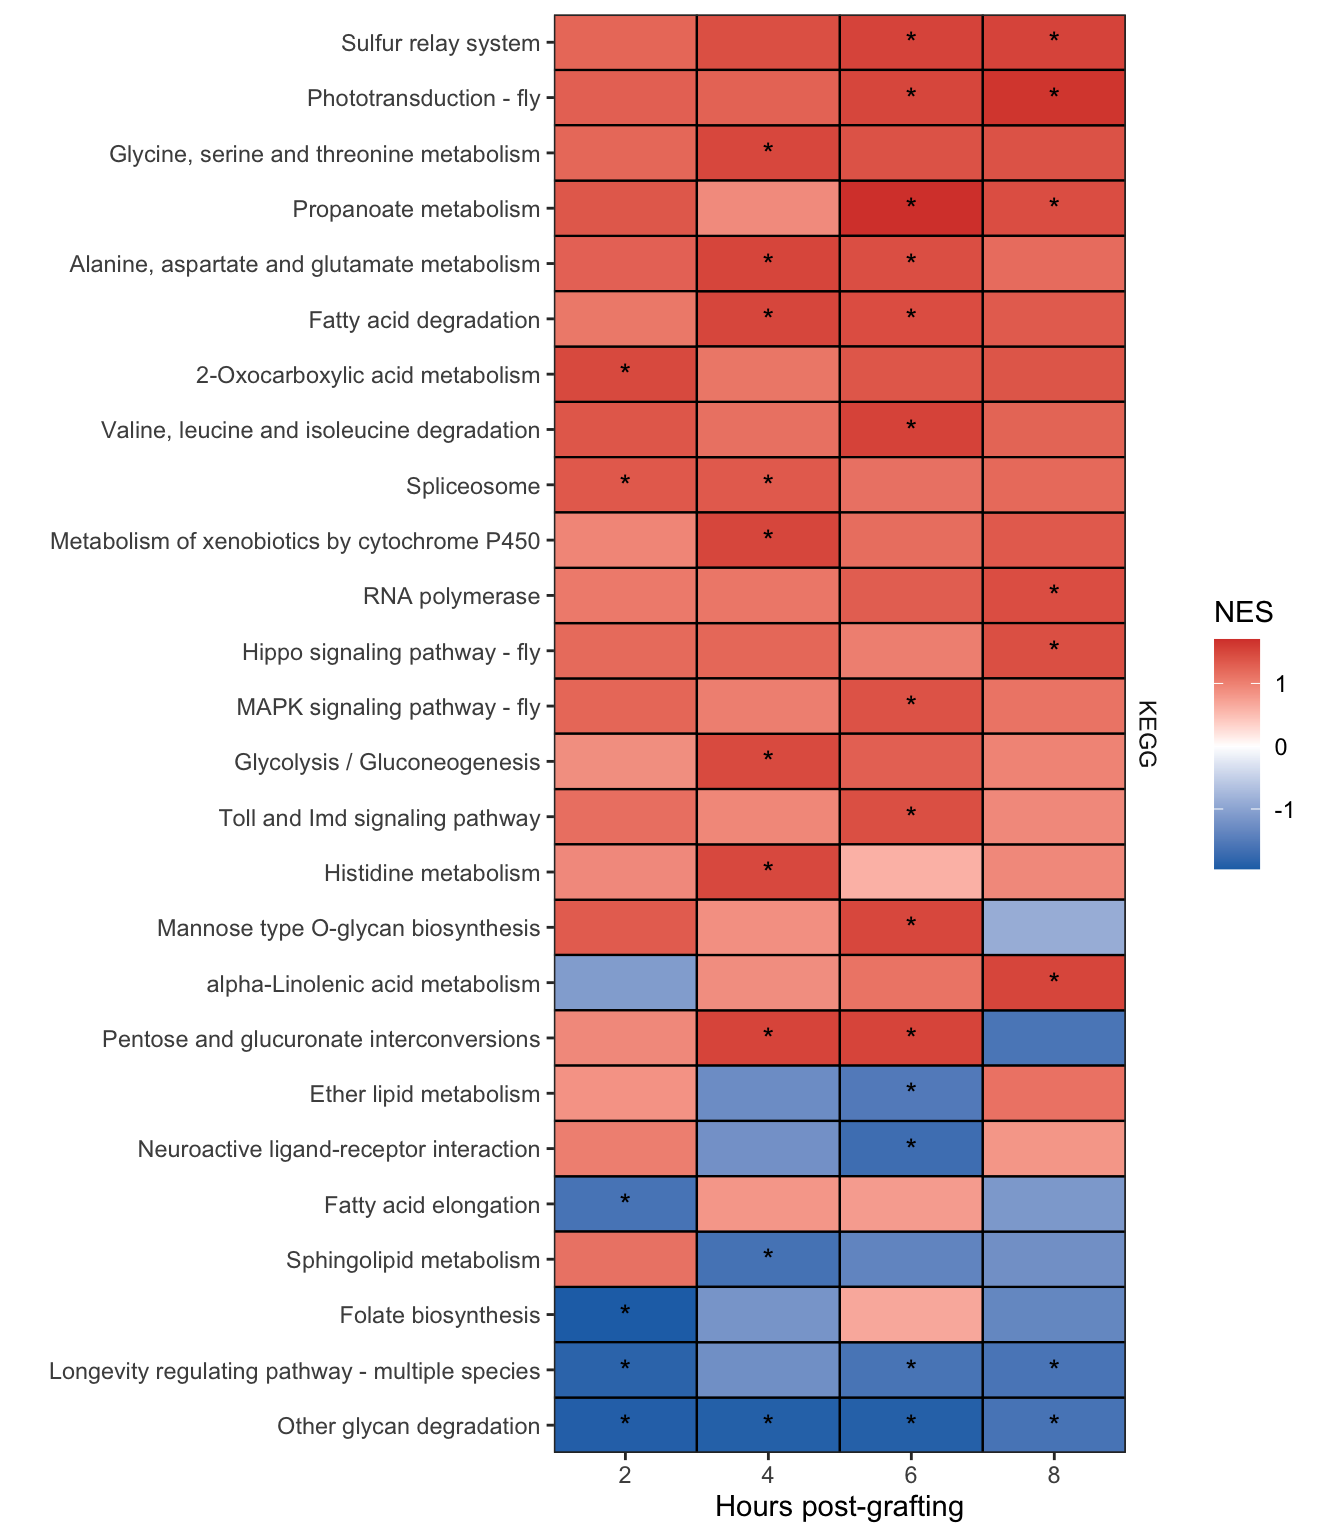 Sulfur relay system * *
Phototransduction - fly * *
Glycine, serine and threonine metabolism *
Propanoate metabolism * *
Alanine, aspartate and glutamate metabolism * *
Fatty acid degradation * *
2-Oxocarboxylic acid metabolism *
Valine, leucine and isoleucine degradation *
Spliceosome * *
Metabolism of xenobiotics by cytochrome P450 *
RNA polymerase *
Hippo signaling pathway - fly *
MAPK signaling pathway - fly *
Glycolysis / Gluconeogenesis *
Toll and Imd signaling pathway *
Histidine metabolism *
Mannose type O-glycan biosynthesis *
alpha-Linolenic acid metabolism *
Pentose and glucuronate interconversions * *
Ether lipid metabolism *
Neuroactive ligand-receptor interaction *
Fatty acid elongation *
Sphingolipid metabolism *
Folate biosynthesis *
Longevity regulating pathway - multiple species * * *
Other glycan degradation * * * *
2 4 6 8
Hours post-grafting
KEGG
NES
1
0
-1